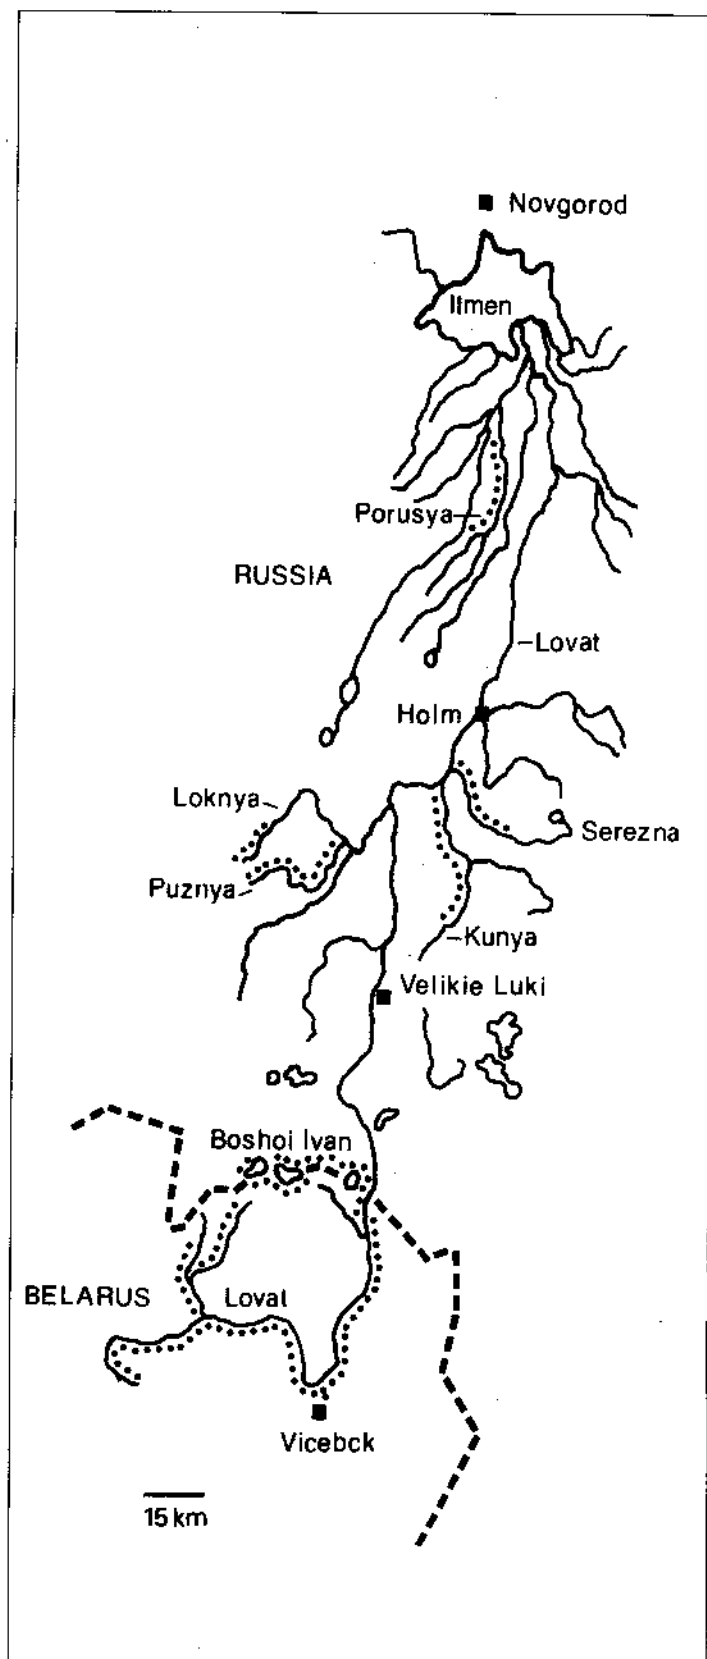 Novgorod
Ilmen
Porusya
RUSSIA
Lovat
Holm
Loknya
Serezna
Puznya
Kunya
Velikie Luki
Boshoi Ivan
BELARUS
Lovat
Vicebck
15 km